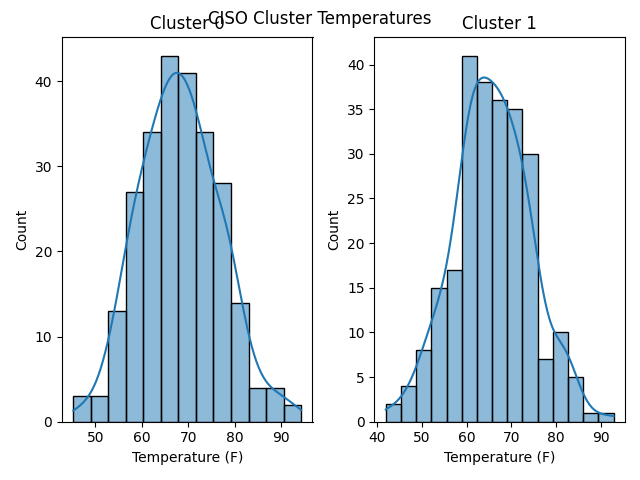 CISO Cluster Temperatures
Cluster 0
Cluster 1
Count
40
30
20
10
0
50 60 70 80 90
Temperature (F)
Count
40
35
30
25
20
15
10
5
0
40 50 60 70 80 90
Temperature (F)